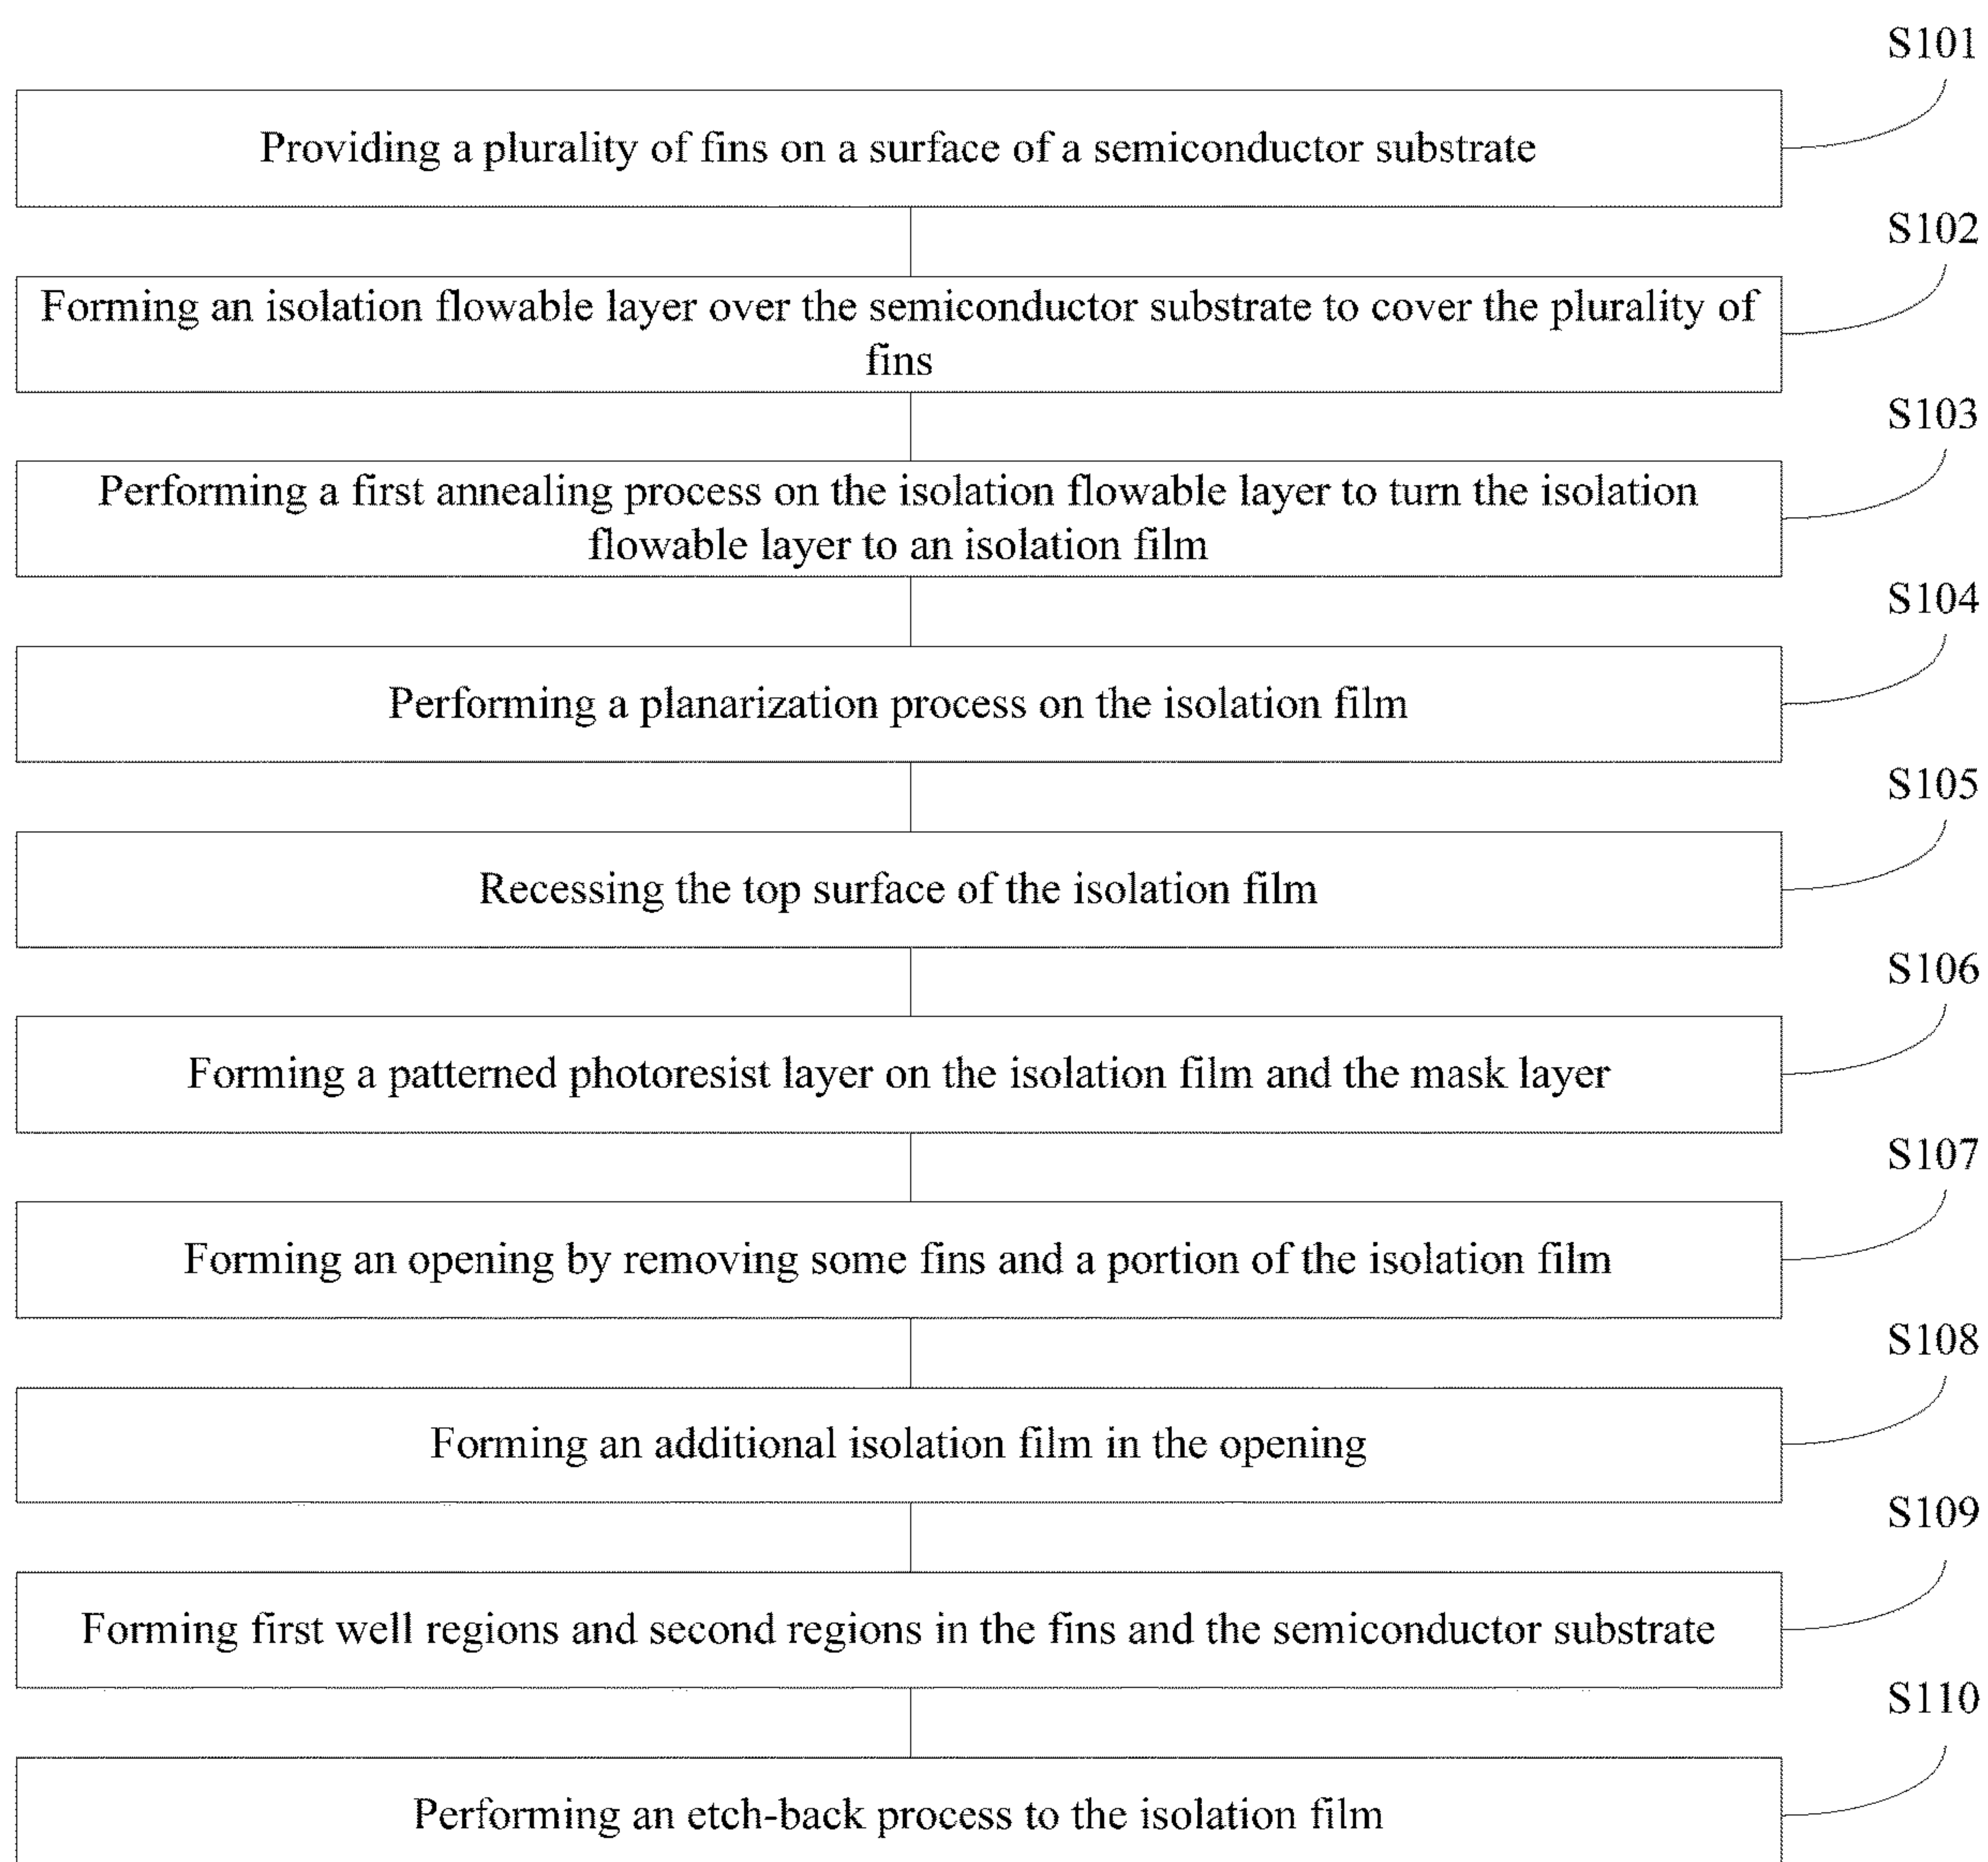 S101
Providing a plurality of fins on a surface of a semiconductor substrate
S102
Forming an isolation flowable layer over the semiconductor substrate to cover the plurality of
fins
S103
Performing a first annealing process on the isolation flowable layer to turn the isolation
flowable layer to an isolation film
S104
Performing a planarization process on the isolation film
S105
Recessing the top surface of the isolation film
S106
Forming a patterned photoresist layer on the isolation film and the mask layer
S107
Forming an opening by removing some fins and a portion of the isolation film
S108
Forming an additional isolation film in the opening
S109
Forming first well regions and second regions in the fins and the semiconductor substrate
S110
Performing an etch-back process to the isolation film